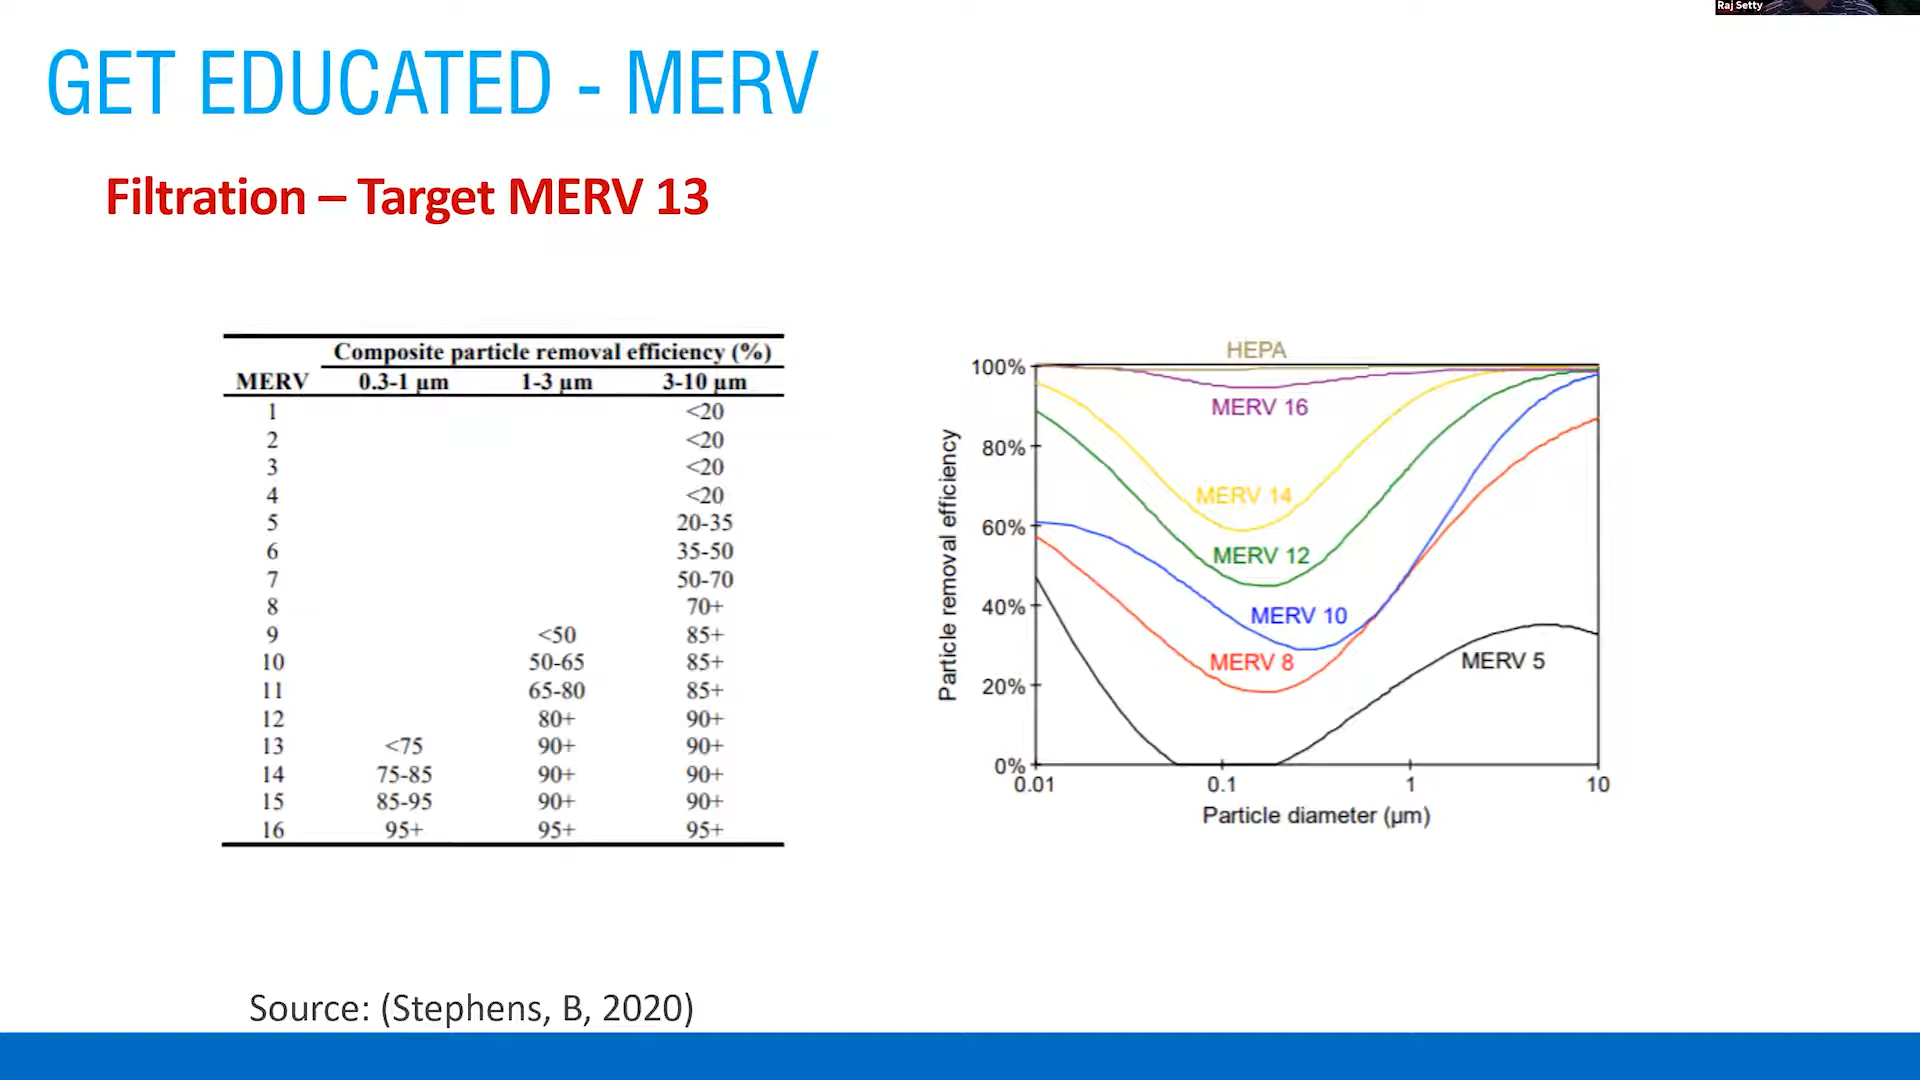 Raj Setty
GET EDUCATED - MERV
Filtration – Target MERV 13
Composite particle removal efficiency (%)
MERV 0.3-1 µm 1-3 µm 3-10 µm
1 <20
2 <20
3 <20
4 <20
5 20-35
6 35-50
7 50-70
8 70+
9 <50 85+
10 50-65 85+
11 65-80 85+
12 80+ 90+
13 <75 90+ 90+
14 75-85 90+ 90+
15 85-95 90+ 90+
16 95+ 95+ 95+
Particle removal efficiency
100%
80%
60%
40%
20%
0%
HEPA
MERV 16
MERV 14
MERV 12
MERV 10
MERV 8
MERV 5
0.01 0.1 1 10
Particle diameter (µm)
Source: (Stephens, B, 2020)